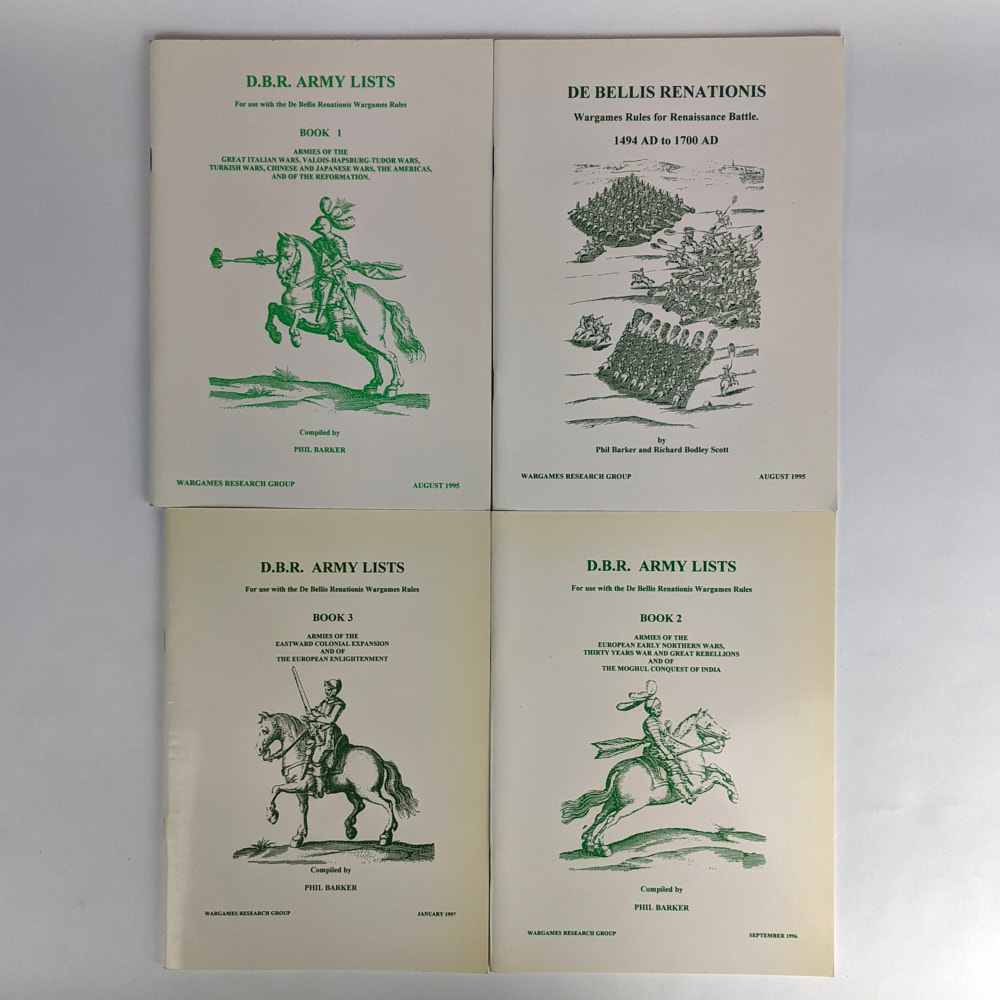 D.B.R. ARMY LISTS
For use with the De Bellis Renationis Wargames Rules
BOOK 1
ARMIES OF THE
GREAT ITALIAN WARS, VALOIS-HAPSBURG-TUDOR WARS,
TURKISH WARS, CHINESE AND JAPANESE WARS, THE AMERICAS,
AND OF THE REFORMATION.
Compiled by
PHIL BARKER
WARGAMES RESEARCH GROUP
AUGUST 1995
DE BELLIS RENATIONIS
Wargames Rules for Renaissance Battle.
1494 AD to 1700 AD
by
Phil Barker and Richard Bodley Scott
WARGAMES RESEARCH GROUP
AUGUST 1995
D.B.R. ARMY LISTS
For use with the De Bellis Renationis Wargames Rules
BOOK 3
ARMIES OF THE
EASTWARD COLONIAL EXPANSION
AND OF
THE EUROPEAN ENLIGHTENMENT
Compiled by
PHIL BARKER
WARGAMES RESEARCH GROUP
JANUARY 1997
D.B.R. ARMY LISTS
For use with the De Bellis Renationis Wargames Rules
BOOK 2
ARMIES OF THE
EUROPEAN EARLY NORTHERN WARS,
THIRTY YEARS WAR AND GREAT REBELLIONS
AND OF
THE MOGHUL CONQUEST OF INDIA
Compiled by
PHIL BARKER
WARGAMES RESEARCH GROUP
SEPTEMBER 1996